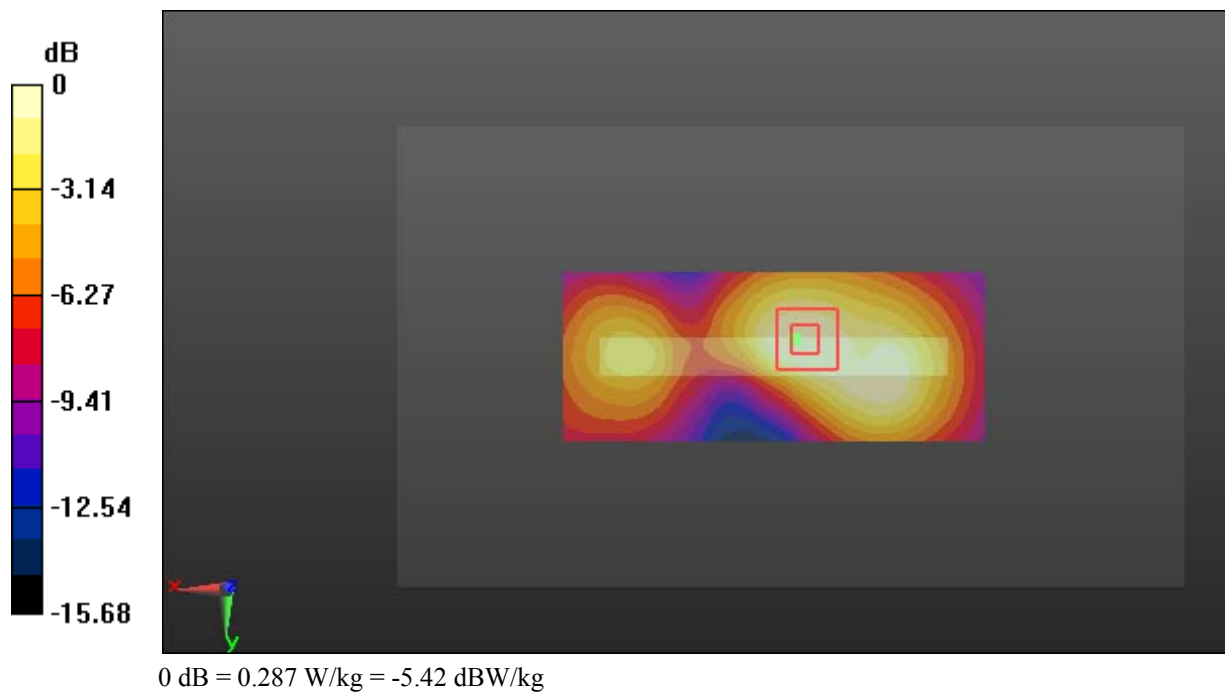 dB
0
-3.14
-6.27
-9.41
-12.54
-15.68
x
z
y
0 dB = 0.287 W/kg = -5.42 dBW/kg